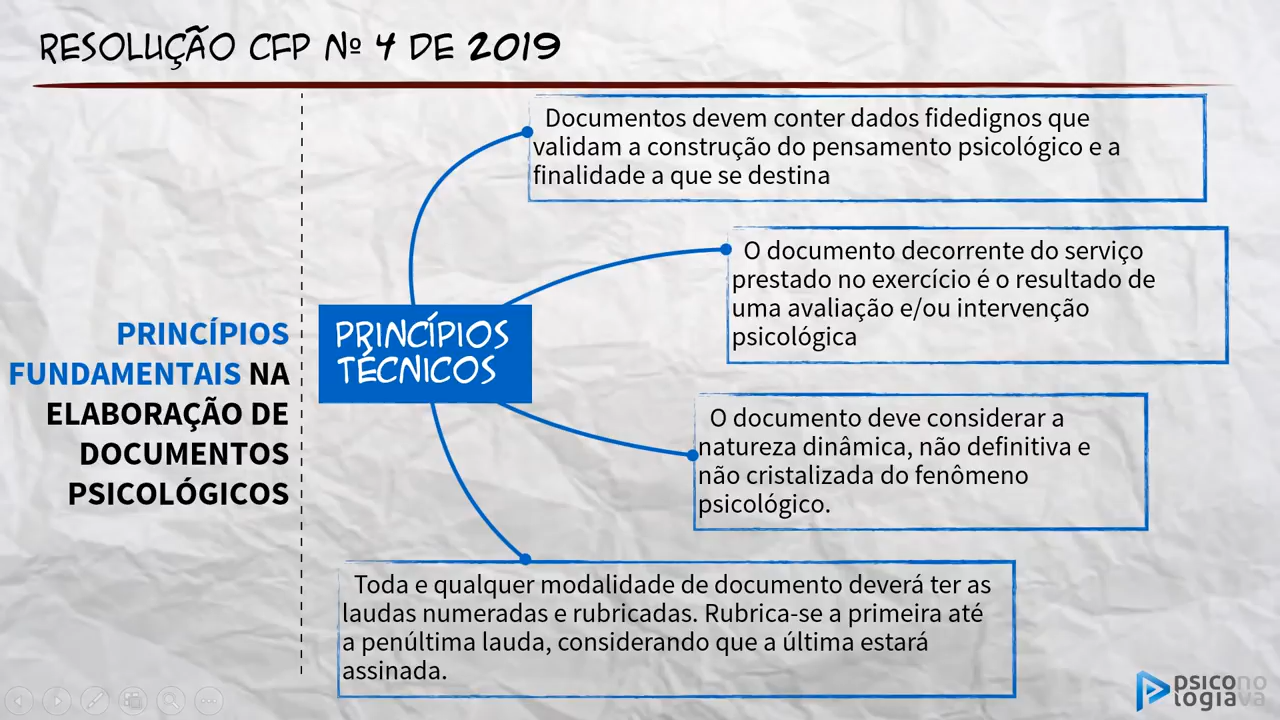 RESOLUÇÃO CFP Nº 4 DE 2019
PRINCÍPIOS
FUNDAMENTAIS NA
ELABORAÇÃO DE
DOCUMENTOS
PSICOLÓGICOS
PRINCÍPIOS
TÉCNICOS
Documentos devem conter dados fidedignos que
validam a construção do pensamento psicológico e a
finalidade a que se destina
O documento decorrente do serviço
prestado no exercício é o resultado de
uma avaliação e/ou intervenção
psicológica
O documento deve considerar a
natureza dinâmica, não definitiva e
não cristalizada do fenômeno
psicológico.
Toda e qualquer modalidade de documento deverá ter as
laudas numeradas e rubricadas. Rubrica-se a primeira até
a penúltima lauda, considerando que a última estará
assinada.
psicono
logiava